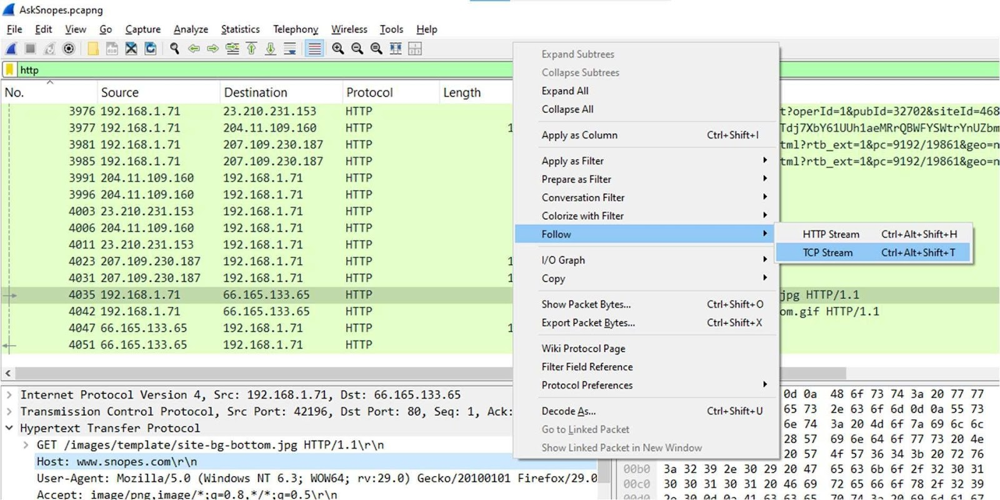 AskSnopes.pcapng
File Edit View Go Capture Analyze Statistics Telephony Wireless Tools Help
http
No. Source Destination Protocol Length
3976 192.168.1.71 23.210.231.153 HTTP t?operId=1&pubId=32702&siteId=468
3977 192.168.1.71 204.11.109.160 HTTP 1 Tdj7XbY61UUh1aeMRrQBWFYSWtrYnUZbm
3981 192.168.1.71 207.109.230.187 HTTP tml?rtb_ext=1&pc=9192/19861&geo=n
3985 192.168.1.71 207.109.230.187 HTTP tml?rtb_ext=1&pc=9192/19861&geo=n
3991 204.11.109.160 192.168.1.71 HTTP
3996 204.11.109.160 192.168.1.71 HTTP
4003 23.210.231.153 192.168.1.71 HTTP
4006 204.11.109.160 192.168.1.71 HTTP
4011 23.210.231.153 192.168.1.71 HTTP
4023 207.109.230.187 192.168.1.71 HTTP 1
4031 207.109.230.187 192.168.1.71 HTTP 1
4035 192.168.1.71 66.165.133.65 HTTP jpg HTTP/1.1
4042 192.168.1.71 66.165.133.65 HTTP om.gif HTTP/1.1
4047 66.165.133.65 192.168.1.71 HTTP 1
4051 66.165.133.65 192.168.1.71 HTTP
Expand Subtrees
Collapse Subtrees
Expand All
Collapse All
Apply as Column Ctrl+Shift+I
Apply as Filter
Prepare as Filter
Conversation Filter
Colorize with Filter
Follow
HTTP Stream Ctrl+Alt+Shift+H
TCP Stream Ctrl+Alt+Shift+T
I/O Graph
Copy
Show Packet Bytes... Ctrl+Shift+O
Export Packet Bytes... Ctrl+Shift+X
Wiki Protocol Page
Filter Field Reference
Protocol Preferences
Decode As... Ctrl+Shift+U
Go to Linked Packet
Show Linked Packet in New Window
Internet Protocol Version 4, Src: 192.168.1.71, Dst: 66.165.133.65
Transmission Control Protocol, Src Port: 42196, Dst Port: 80, Seq: 1, Ack:
Hypertext Transfer Protocol
GET /images/template/site-bg-bottom.jpg HTTP/1.1\r\n
Host: www.snopes.com\r\n
User-Agent: Mozilla/5.0 (Windows NT 6.3; WOW64; rv:29.0) Gecko/20100101 Firefox/29.0
Accept: image/png,image/*;q=0.8,*/*;q=0.5\r\n
0d 0a 48 6f 73 74 3a 20 77 77
65 73 2e 63 6f 6d 0d 0a 55 73
6e 74 3a 20 4d 6f 7a 69 6c 6c
28 57 69 6e 64 6f 77 73 20 4e
20 57 4f 57 36 34 3b 20 72 76
00b0 3a 32 39 2e 30 29 20 47 65 63 6b 6f 2f 32 30 31
00c0 30 30 31 30 31 20 46 69 72 65 66 6f 78 2f 32 39
00d0 2e 30 0d 0a 41 63 63 65 70 74 3a 20 69 6d 61 67